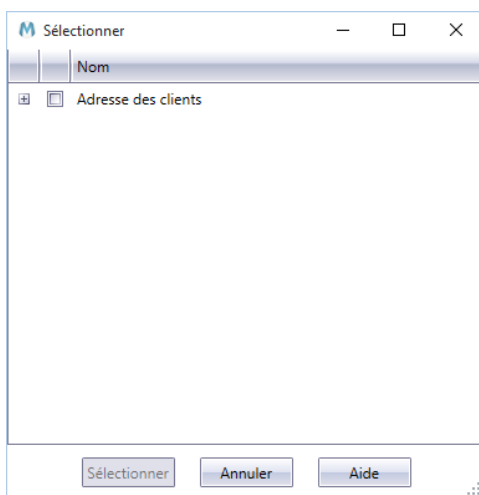 Sélectionner
Nom
Adresse des clients
Sélectionner Annuler Aide